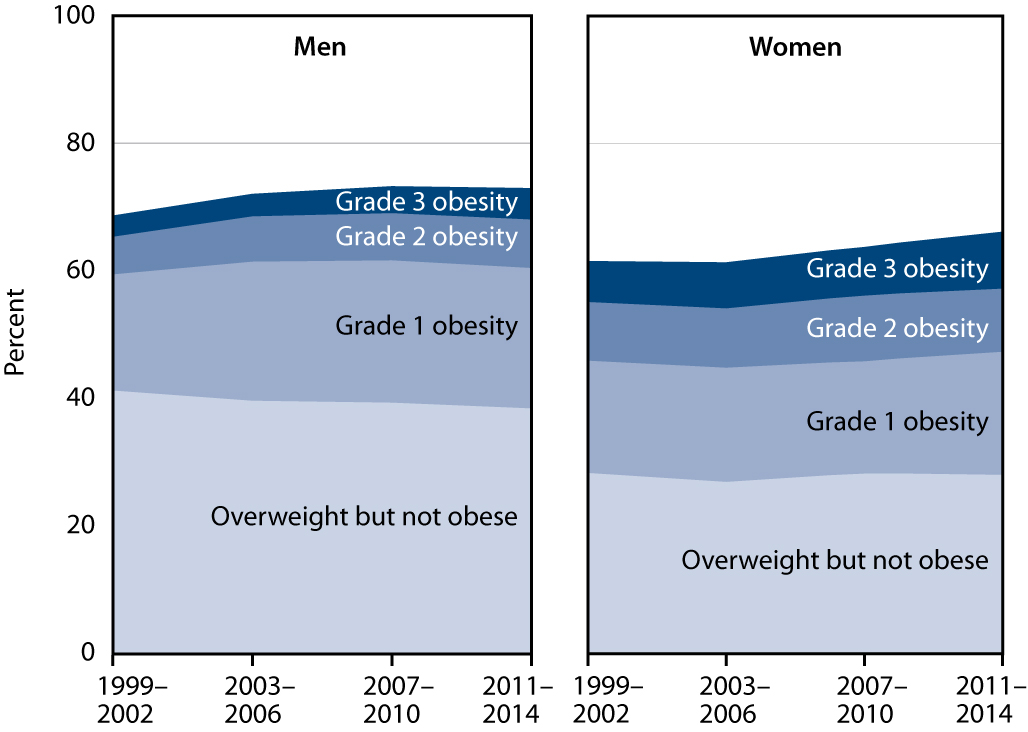 Percent
100
80
60
40
20
0
Men
Grade 3 obesity
Grade 2 obesity
Grade 1 obesity
Overweight but not obese
1999–
2002
2003–
2006
2007–
2010
2011–
2014
Women
Grade 3 obesity
Grade 2 obesity
Grade 1 obesity
Overweight but not obese
1999–
2002
2003–
2006
2007–
2010
2011–
2014